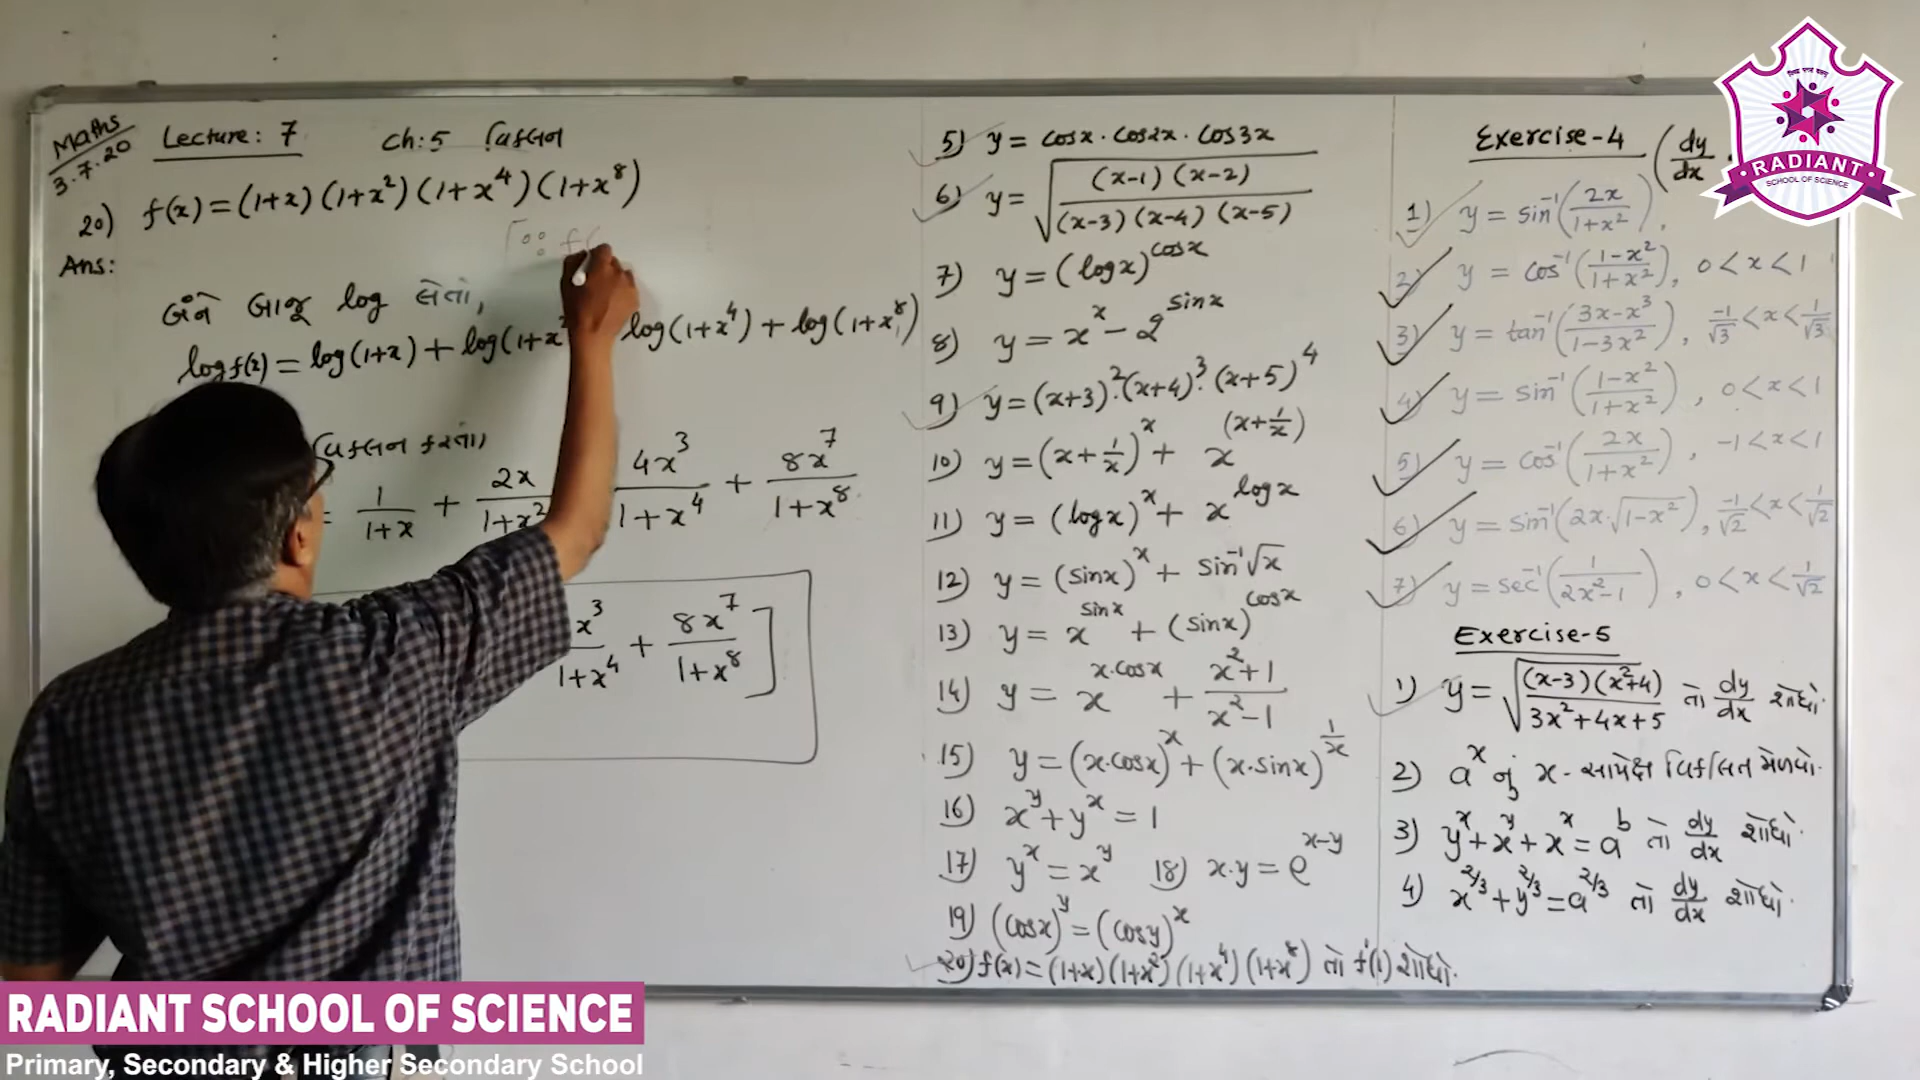 Maths
3.7.20
Lecture: 7 Ch: 5 વિકલન
20) f(x) = (1+x) (1+x²) (1+x⁴) (1+x⁸)
[∵ f(
Ans:
બંને બાજુ log લેતા,
log f(x) = log(1+x) + log(1+x² log(1+x⁴) + log(1+x⁸)
વિકલન કરતાં
= 1/(1+x) + 2x/(1+x²) 4x³/(1+x⁴) + 8x⁷/(1+x⁸)
x³/(1+x⁴) + 8x⁷/(1+x⁸) ]
5) y = cosx · cos2x · cos3x
6) y = √((x-1) (x-2) / (x-3) (x-4) (x-5))
7) y = (logx)^cosx
8) y = x^x − 2^sinx
9) y = (x+3)² · (x+4)³ · (x+5)⁴
10) y = (x + 1/x)^x + x^(x + 1/x)
11) y = (logx)^x + x^logx
12) y = (sinx)^x + sin⁻¹√x
13) y = x^sinx + (sinx)^cosx
14) y = x^(x·cosx) + (x²+1)/(x²−1)
15) y = (x·cosx)^x + (x·sinx)^(1/x)
16) x^y + y^x = 1
17) y^x = x^y 18) x·y = e^(x−y)
19) (cosx)^y = (cosy)^x
20) f(x) = (1+x) (1+x²) (1+x⁴) (1+x⁸) તો f'(1) શોધો.
Exercise-4 (dy/dx
1) y = sin⁻¹(2x/(1+x²)),
2) y = cos⁻¹((1−x²)/(1+x²)), 0<x<1
3) y = tan⁻¹((3x−x³)/(1−3x²)), −1/√3 < x < 1/√3
4) y = sin⁻¹((1−x²)/(1+x²)), 0<x<1
5) y = cos⁻¹(2x/(1+x²)), −1<x<1
6) y = sin⁻¹(2x·√(1−x²)), −1/√2 < x < 1/√2
7) y = sec⁻¹(1/(2x²−1)), 0<x<1/√2
Exercise-5
1) y = √((x−3)(x²+4) / (3x²+4x+5)) તો dy/dx શોધો.
2) a^x નું x-સાપેક્ષ વિકલિત મેળવો.
3) y^x + x^y + x^x = a^b તો dy/dx શોધો.
4) x^(2/3) + y^(2/3) = a^(2/3) તો dy/dx શોધો.
RADIANT
SCHOOL OF SCIENCE
RADIANT SCHOOL OF SCIENCE
Primary, Secondary & Higher Secondary School